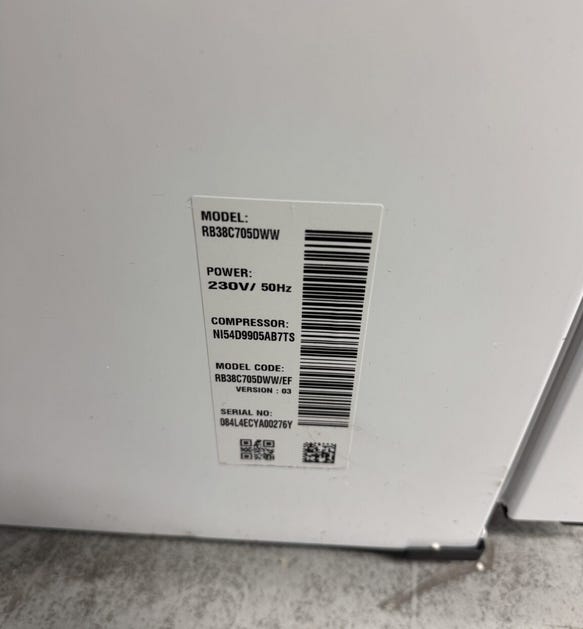 MODEL:
RB38C705DWW
POWER:
230V/ 50Hz
COMPRESSOR:
NI54D9905AB7TS
MODEL CODE:
RB38C705DWW/EF
VERSION : 03
SERIAL NO:
084L4ECYA00276Y